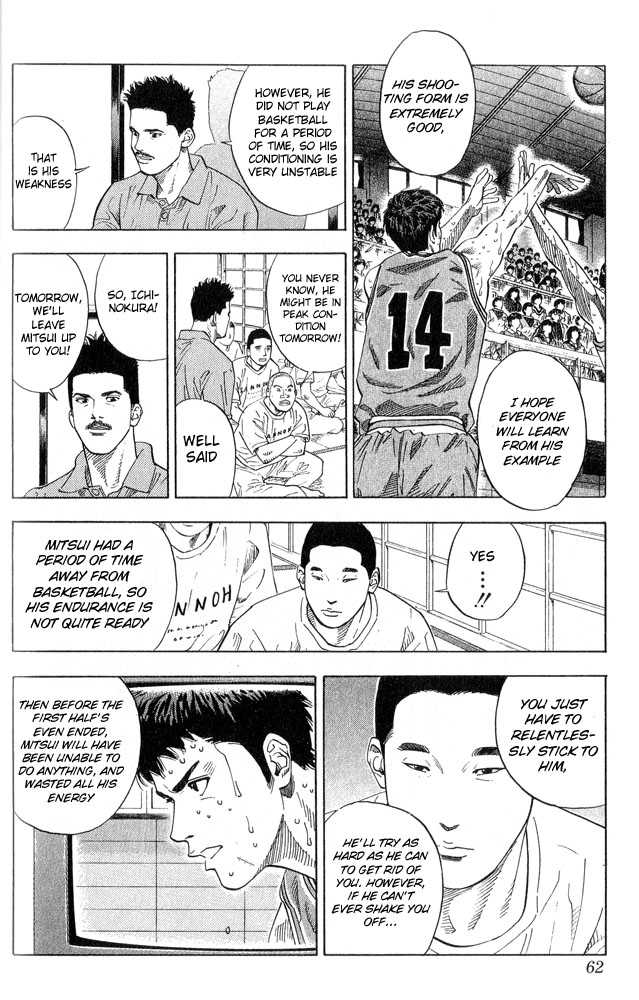 HIS SHOO-
TING FORM IS
EXTREMELY
GOOD,
14
I HOPE
EVERYONE
WILL LEARN
FROM HIS
EXAMPLE
HOWEVER, HE
DID NOT PLAY
BASKETBALL
FOR A PERIOD
OF TIME, SO HIS
CONDITIONING IS
VERY UNSTABLE
THAT
IS HIS
WEAKNESS
YOU NEVER
KNOW, HE
MIGHT BE IN
PEAK CON-
DITION
TOMORROW!
WELL
SAID
SO, ICHI-
NOKURA!
TOMORROW,
WE'LL
LEAVE
MITSUI UP
TO YOU!
YES
...
!!
NNOH
MITSUI HAD A
PERIOD OF TIME
AWAY FROM
BASKETBALL, SO
HIS ENDURANCE IS
NOT QUITE READY
YOU JUST
HAVE TO
RELENTLES-
SLY STICK TO
HIM,
HE'LL TRY AS
HARD AS HE CAN
TO GET RID OF
YOU. HOWEVER,
IF HE CAN'T
EVER SHAKE YOU
OFF...
THEN BEFORE THE
FIRST HALF'S
EVEN ENDED,
MITSUI WILL HAVE
BEEN UNABLE TO
DO ANYTHING, AND
WASTED ALL HIS
ENERGY
62